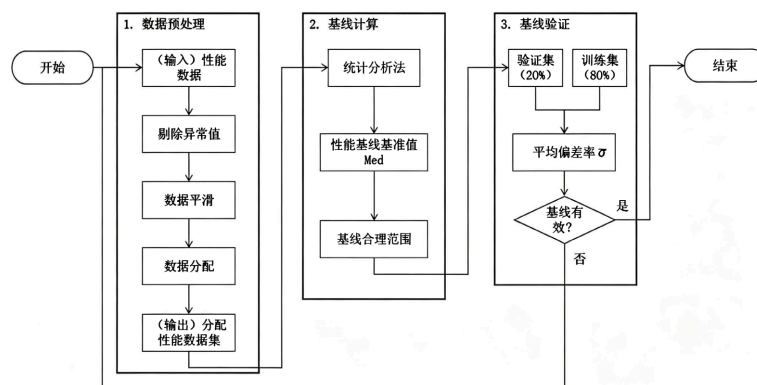 开始
1. 数据预处理
（输入）性能
数据
剔除异常值
数据平滑
数据分配
（输出）分配
性能数据集
2. 基线计算
统计分析法
性能基线基准值
Med
基线合理范围
3. 基线验证
验证集
(20%)
训练集
(80%)
平均偏差率σ
基线有
效?
是
否
结束